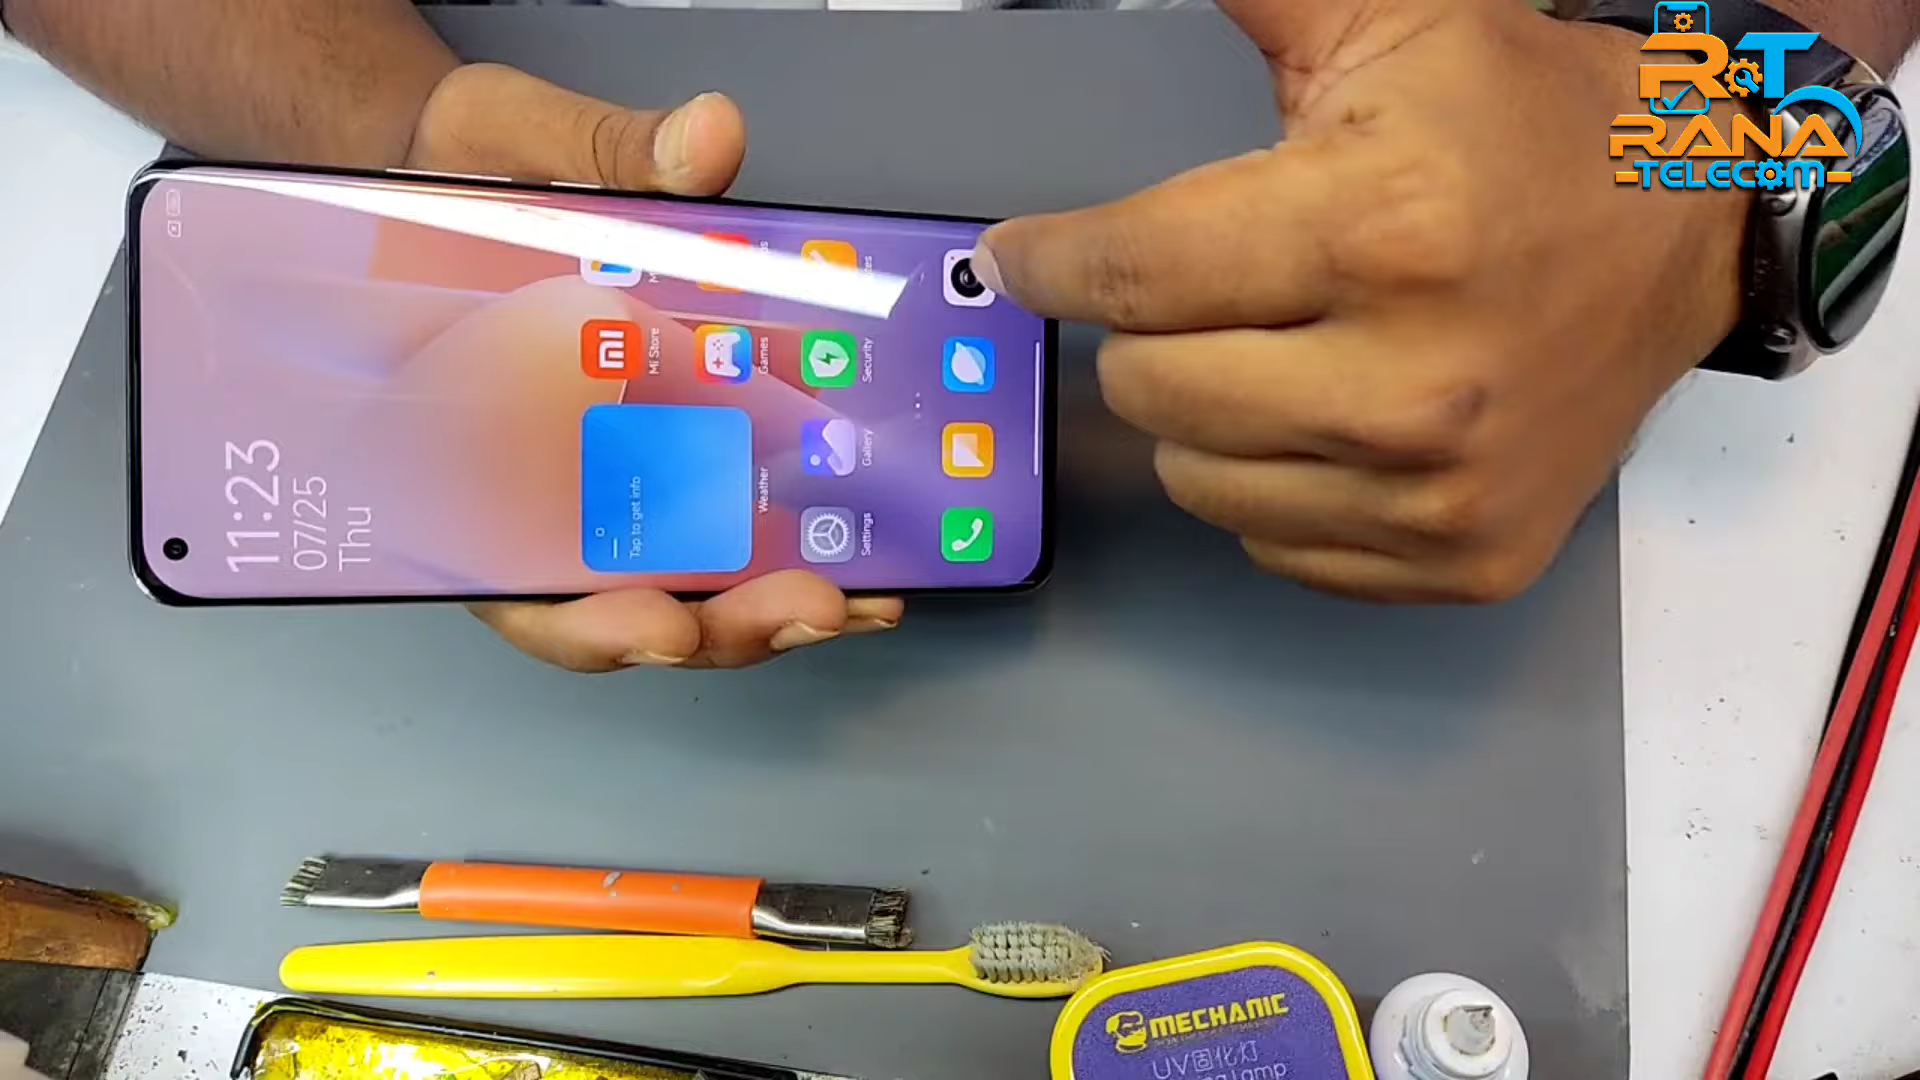 RT
RANA
TELECOM
11:23
07/25
Thu
Tap to get info
Weather
Mi Store
Games
Security
Gallery
Settings
MECHANIC
UV固化灯
Lamp